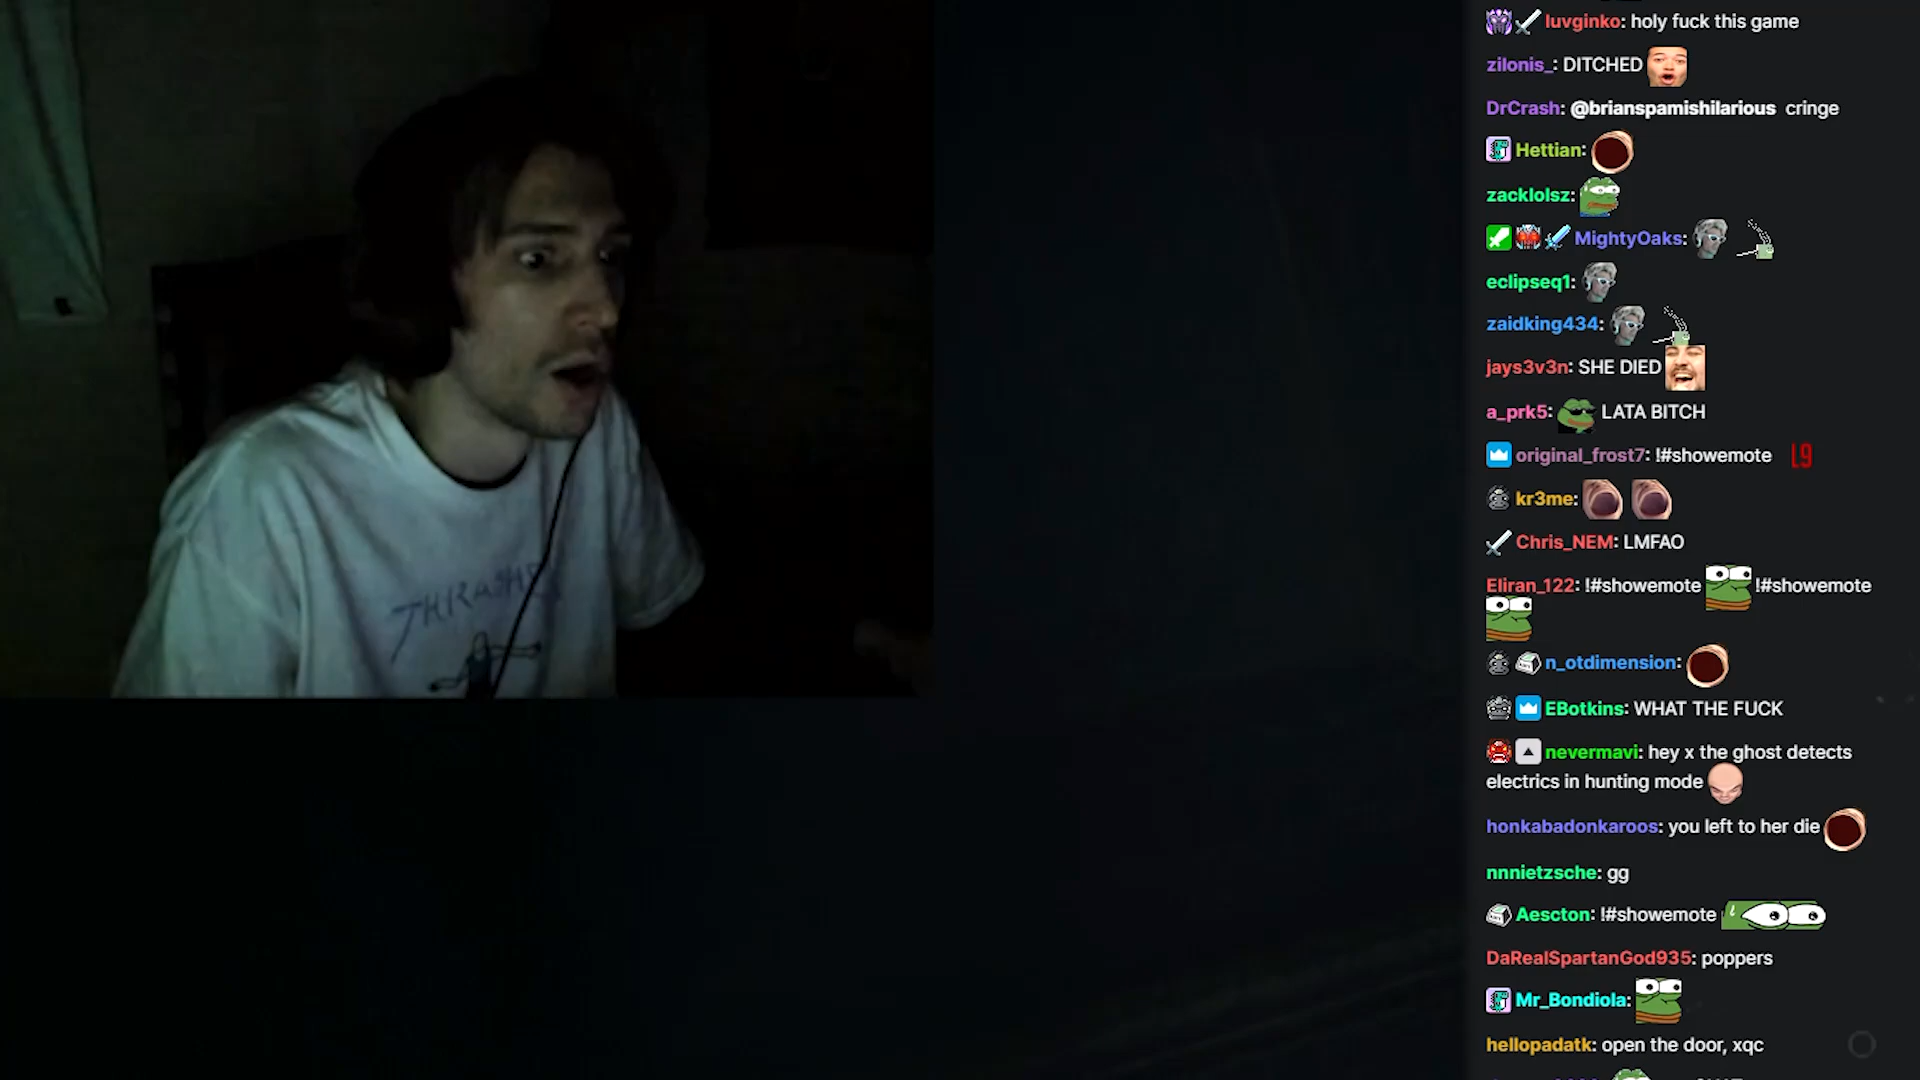 luvginko: holy fuck this game
zilonis_: DITCHED
DrCrash: @brianspamishilarious cringe
Hettian:
zacklolsz:
MightyOaks:
eclipseq1:
zaidking434:
jays3v3n: SHE DIED
a_prk5: LATA BITCH
original_frost7: !#showemote L9
kr3me:
Chris_NEM: LMFAO
Eliran_122: !#showemote !#showemote
n_otdimension:
EBotkins: WHAT THE FUCK
nevermavi: hey x the ghost detects
electrics in hunting mode
honkabadonkaroos: you left to her die
nnnietzsche: gg
Aescton: !#showemote
DaRealSpartanGod935: poppers
Mr_Bondiola:
hellopadatk: open the door, xqc
THRASHE